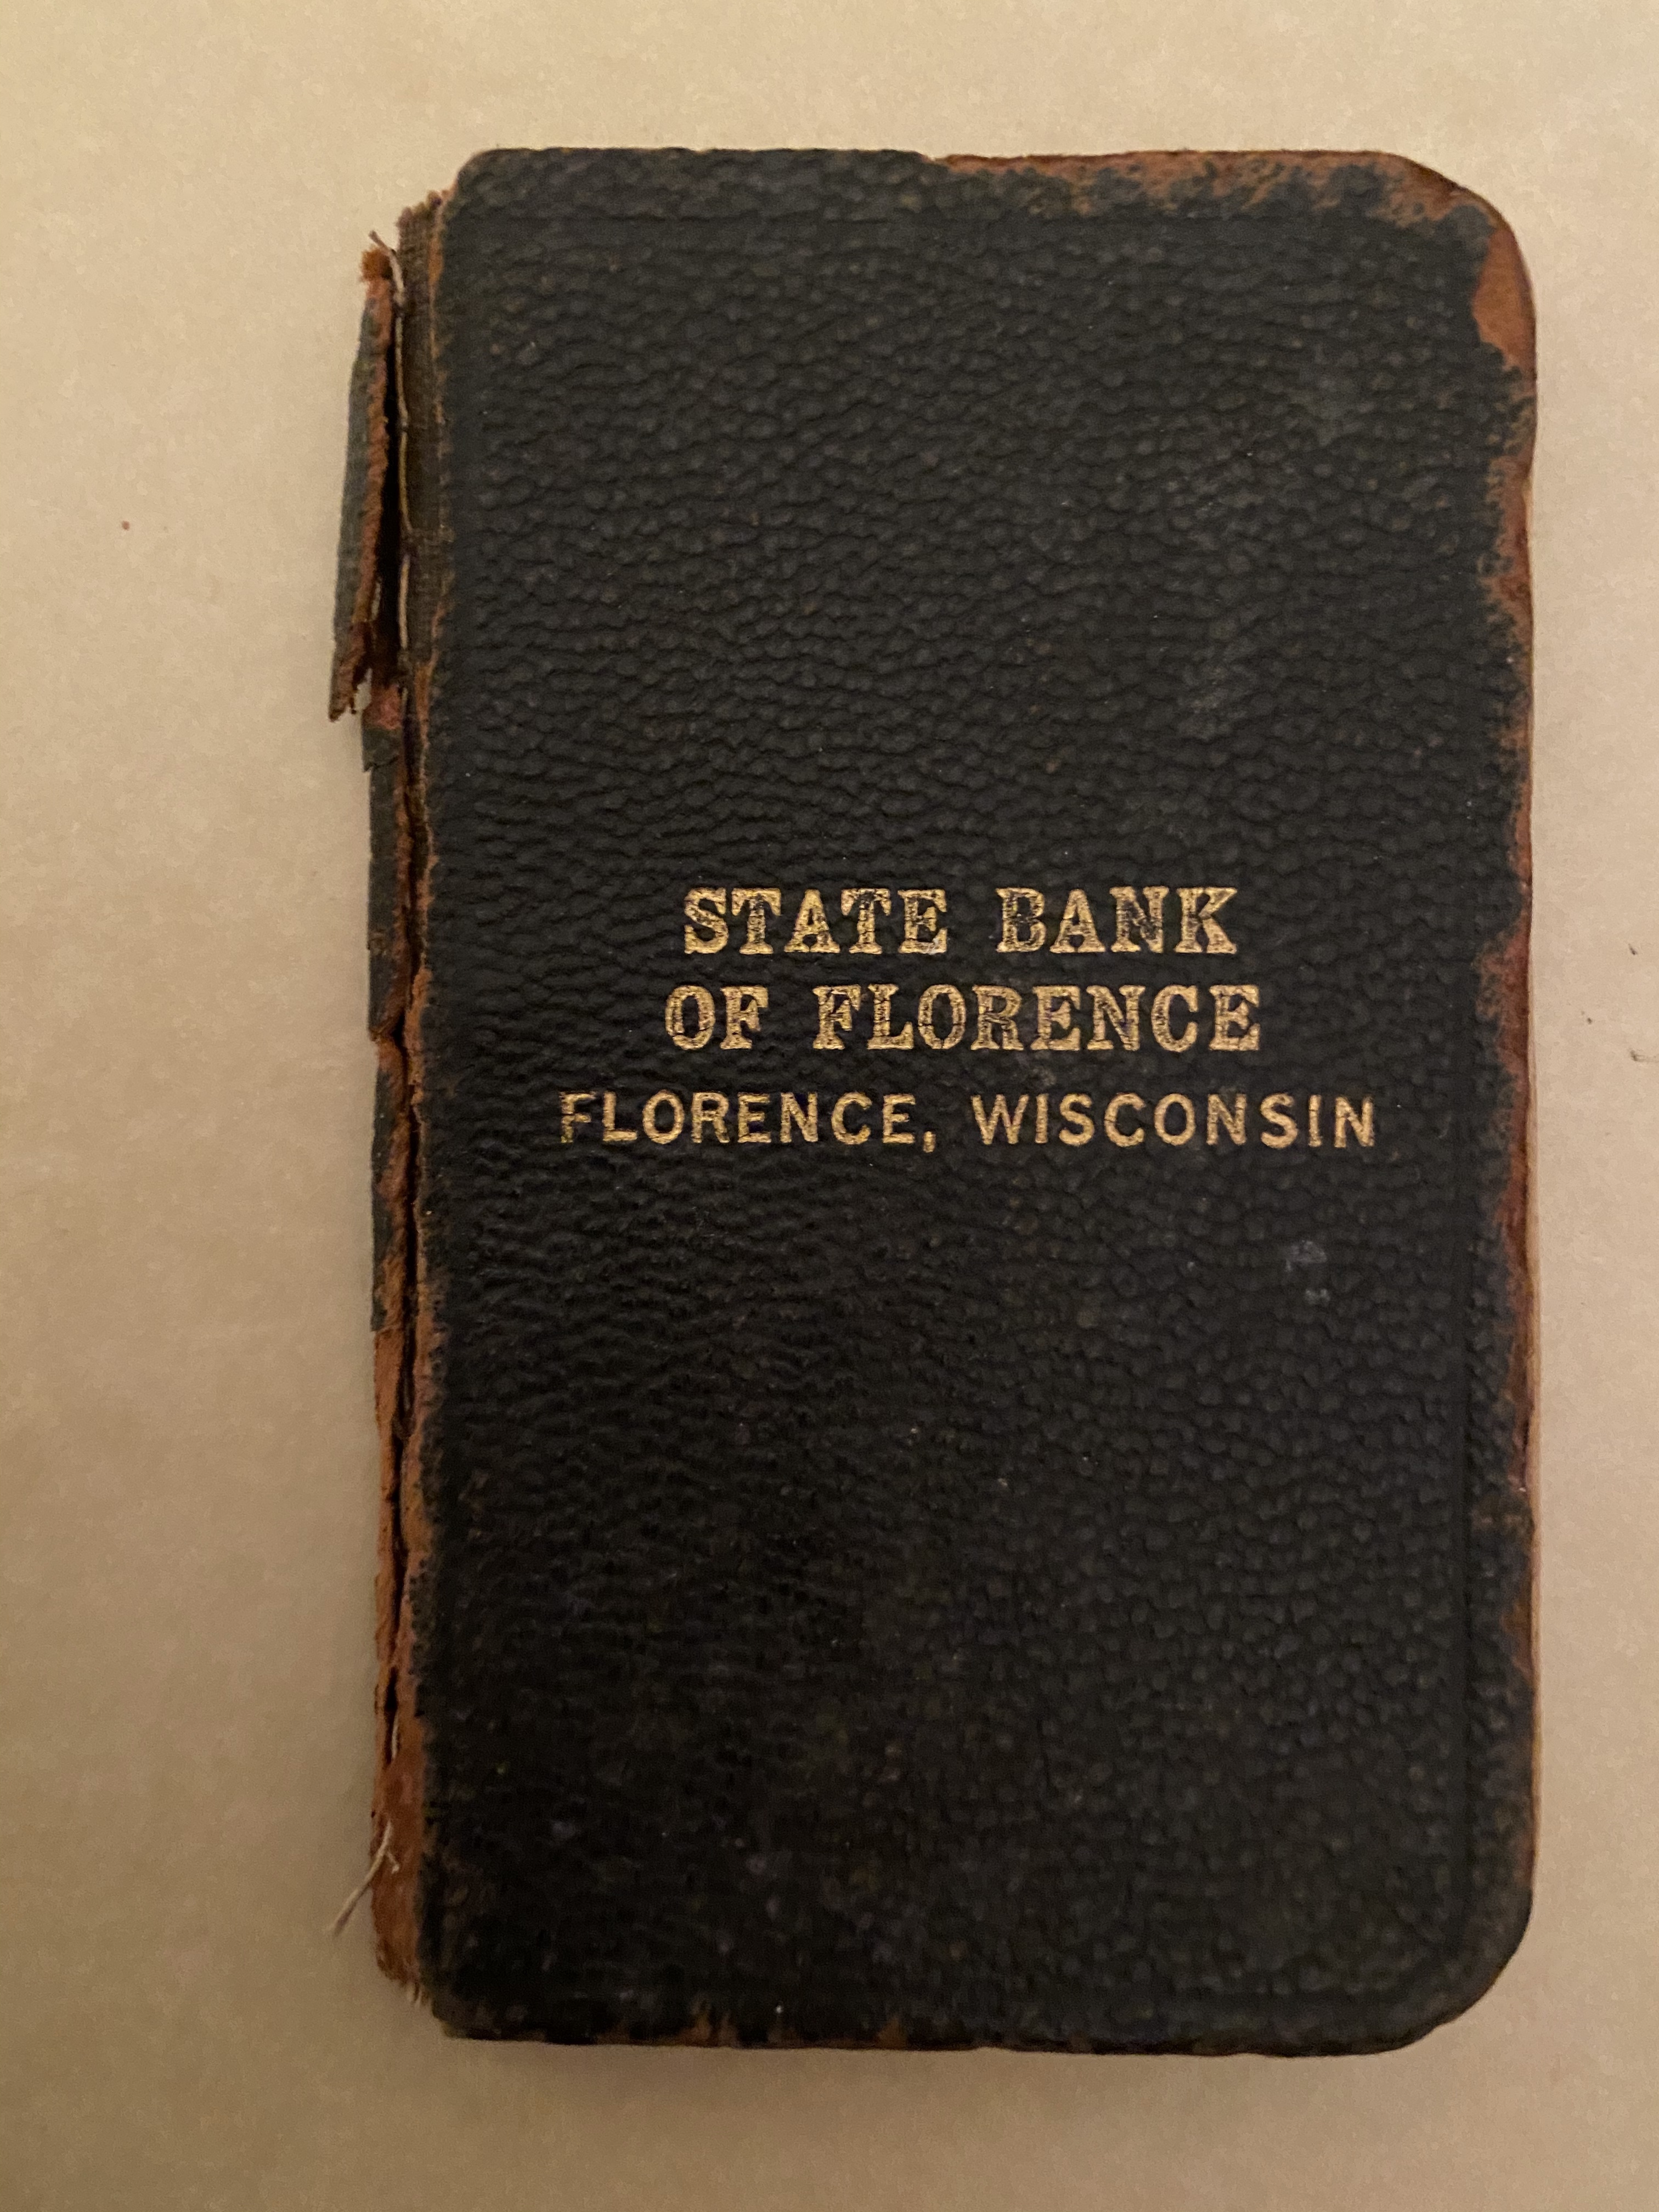 STATE BANK
OF FLORENCE
FLORENCE, WISCONSIN